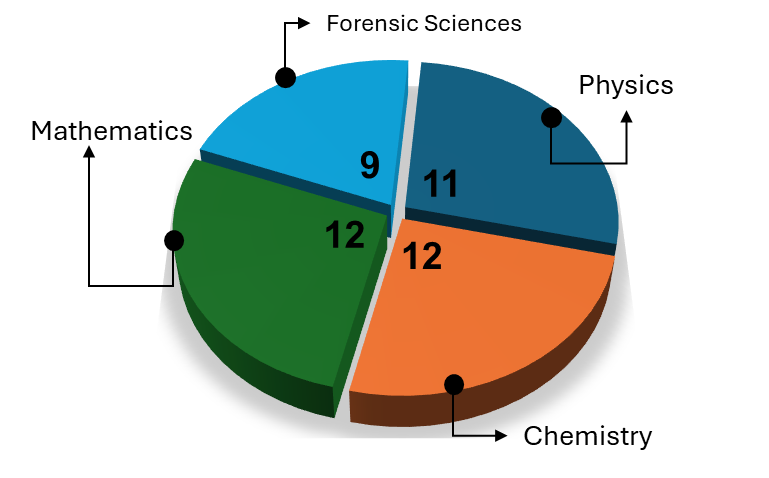 Forensic Sciences
Physics
Mathematics
9
11
12
12
Chemistry